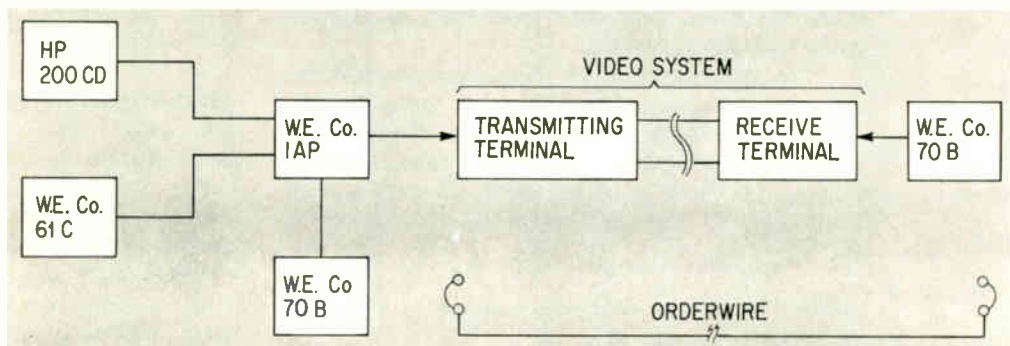 HP
200 CD
W.E. Co.
61 C
W.E. Co.
1AP
W.E. Co
70 B
VIDEO SYSTEM
TRANSMITTING
TERMINAL
RECEIVE
TERMINAL
W.E. Co.
70 B
ORDERWIRE